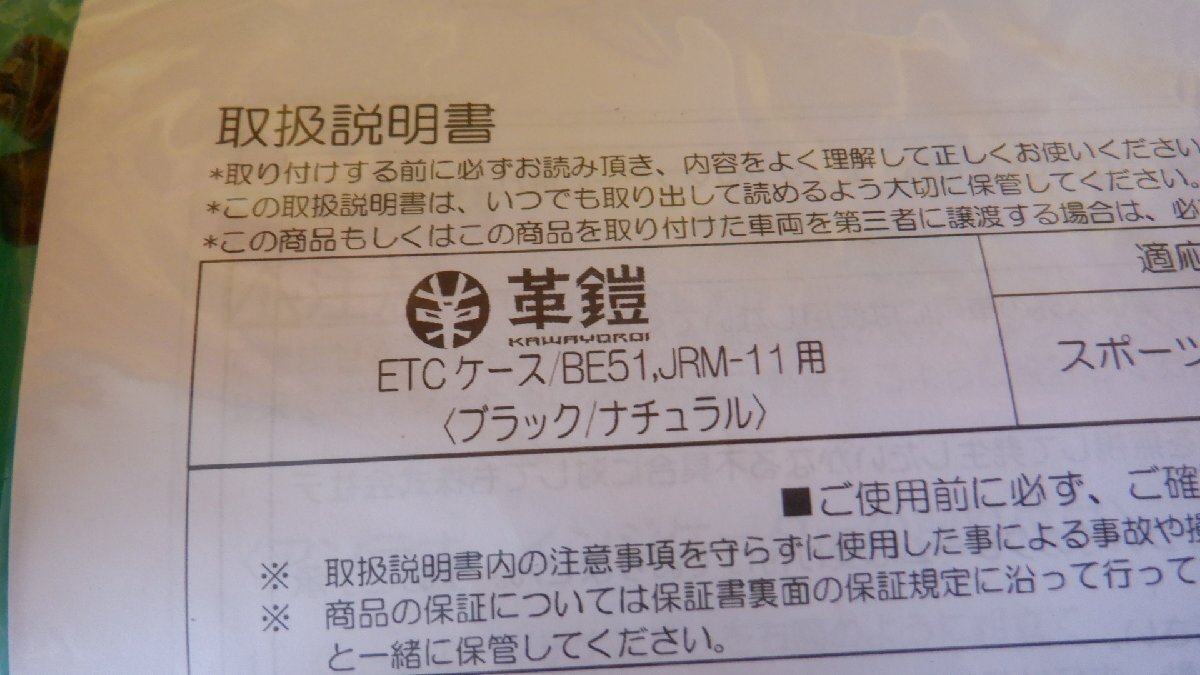 取扱説明書
*取り付けする前に必ずお読み頂き、内容をよく理解して正しくお使いください
*この取扱説明書は、いつでも取り出して読めるよう大切に保管してください。
*この商品もしくはこの商品を取り付けた車両を第三者に譲渡する場合は、必
革鎧
KAWAYOROI
ETCケース/BE51,JRM-11用
〈ブラック/ナチュラル〉
適応
スポーツ
■ご使用前に必ず、ご確
※ 取扱説明書内の注意事項を守らずに使用した事による事故や損
※ 商品の保証については保証書裏面の保証規定に沿って行って
と一緒に保管してください。